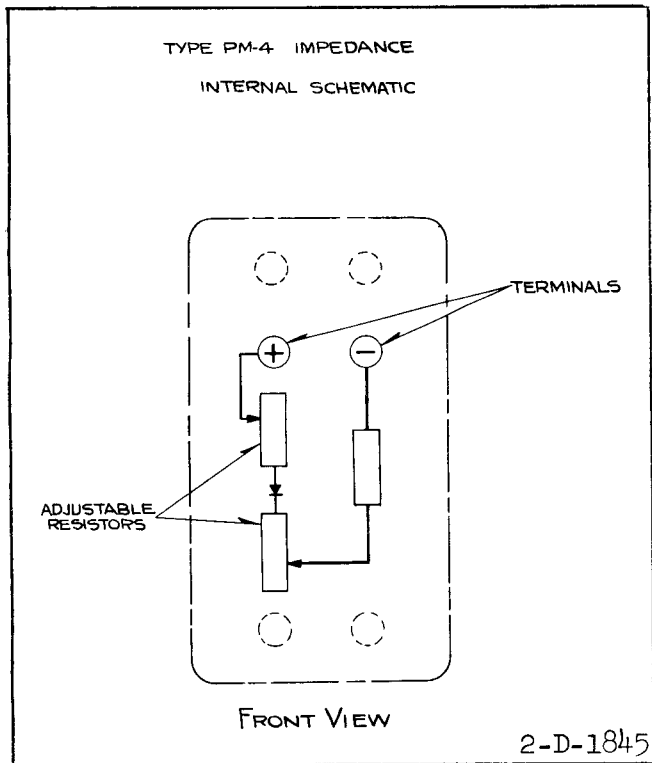 TYPE PM-4 IMPEDANCE
INTERNAL SCHEMATIC
TERMINALS
+
−
ADJUSTABLE
RESISTORS
FRONT VIEW
2-D-1845